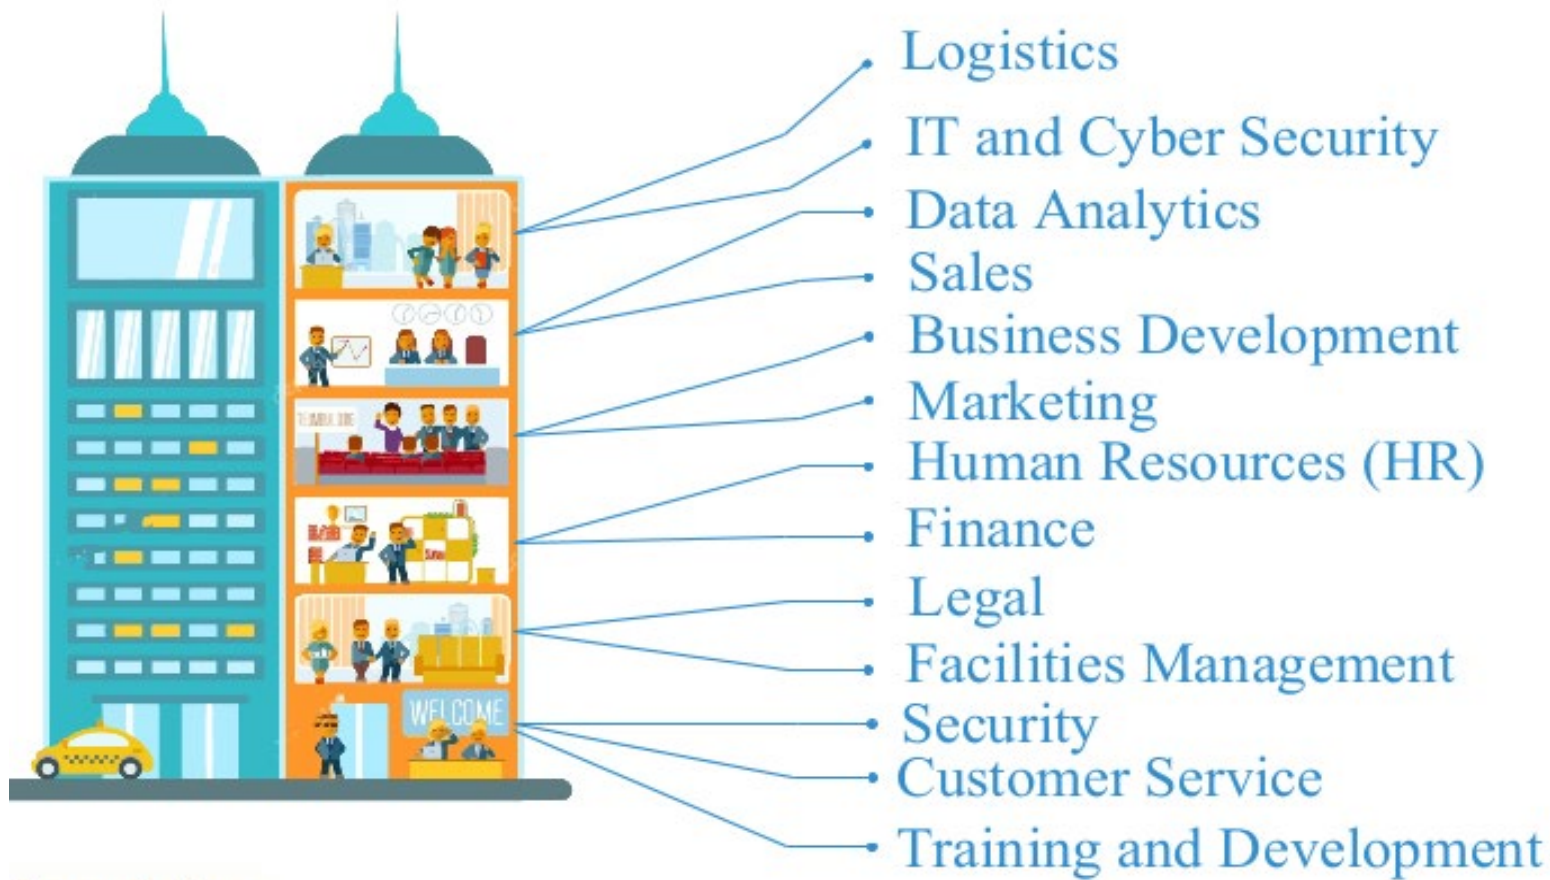 Logistics
IT and Cyber Security
Data Analytics
Sales
Business Development
Marketing
Human Resources (HR)
Finance
Legal
Facilities Management
Security
WELCOME
Customer Service
Training and Development